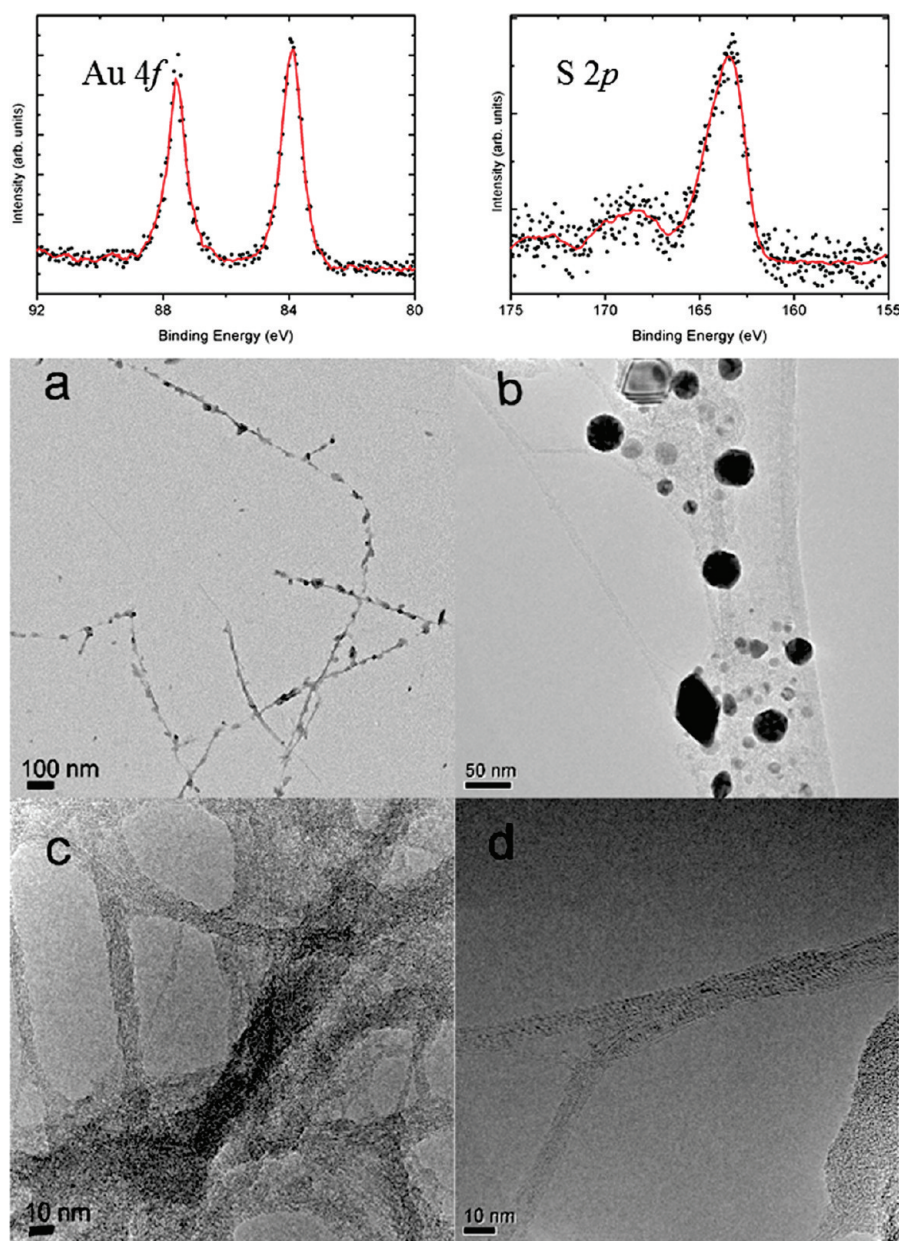 Au 4f
Intensity (arb. units)
92 88 84 80
Binding Energy (eV)
S 2p
Intensity (arb. units)
175 170 165 160 155
Binding Energy (eV)
a
100 nm
b
50 nm
c
10 nm
d
10 nm